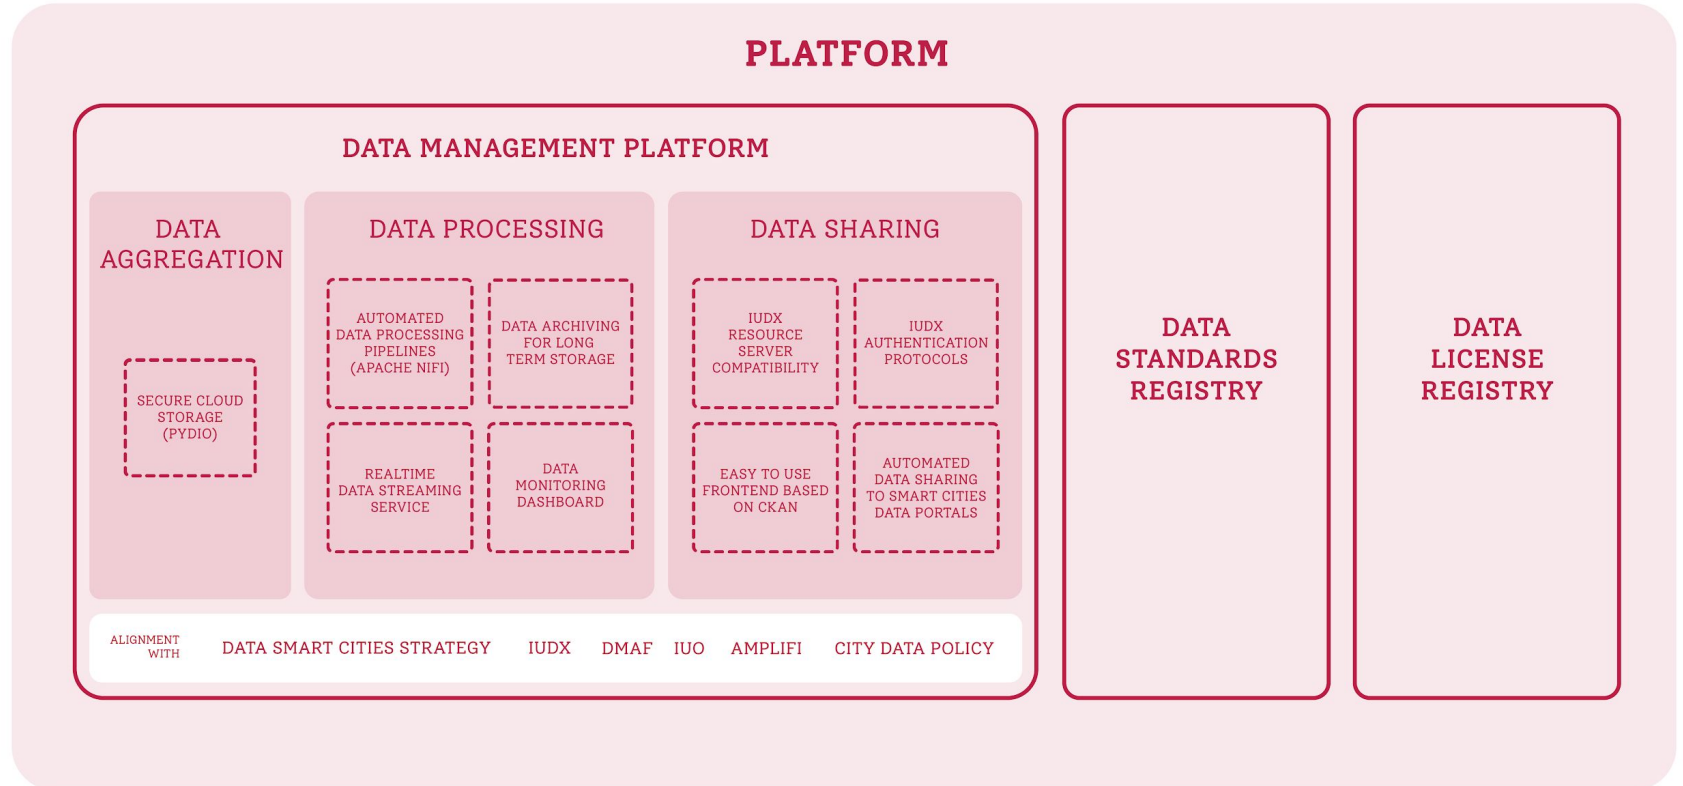 PLATFORM
DATA MANAGEMENT PLATFORM
DATA
AGGREGATION
SECURE CLOUD
STORAGE
(PYDIO)
DATA PROCESSING
AUTOMATED
DATA PROCESSING
PIPELINES
(APACHE NIFI)
DATA ARCHIVING
FOR LONG
TERM STORAGE
REALTIME
DATA STREAMING
SERVICE
DATA
MONITORING
DASHBOARD
DATA SHARING
IUDX
RESOURCE
SERVER
COMPATIBILITY
IUDX
AUTHENTICATION
PROTOCOLS
EASY TO USE
FRONTEND BASED
ON CKAN
AUTOMATED
DATA SHARING
TO SMART CITIES
DATA PORTALS
ALIGNMENT
WITH
DATA SMART CITIES STRATEGY IUDX DMAF IUO AMPLIFI CITY DATA POLICY
DATA
STANDARDS
REGISTRY
DATA
LICENSE
REGISTRY